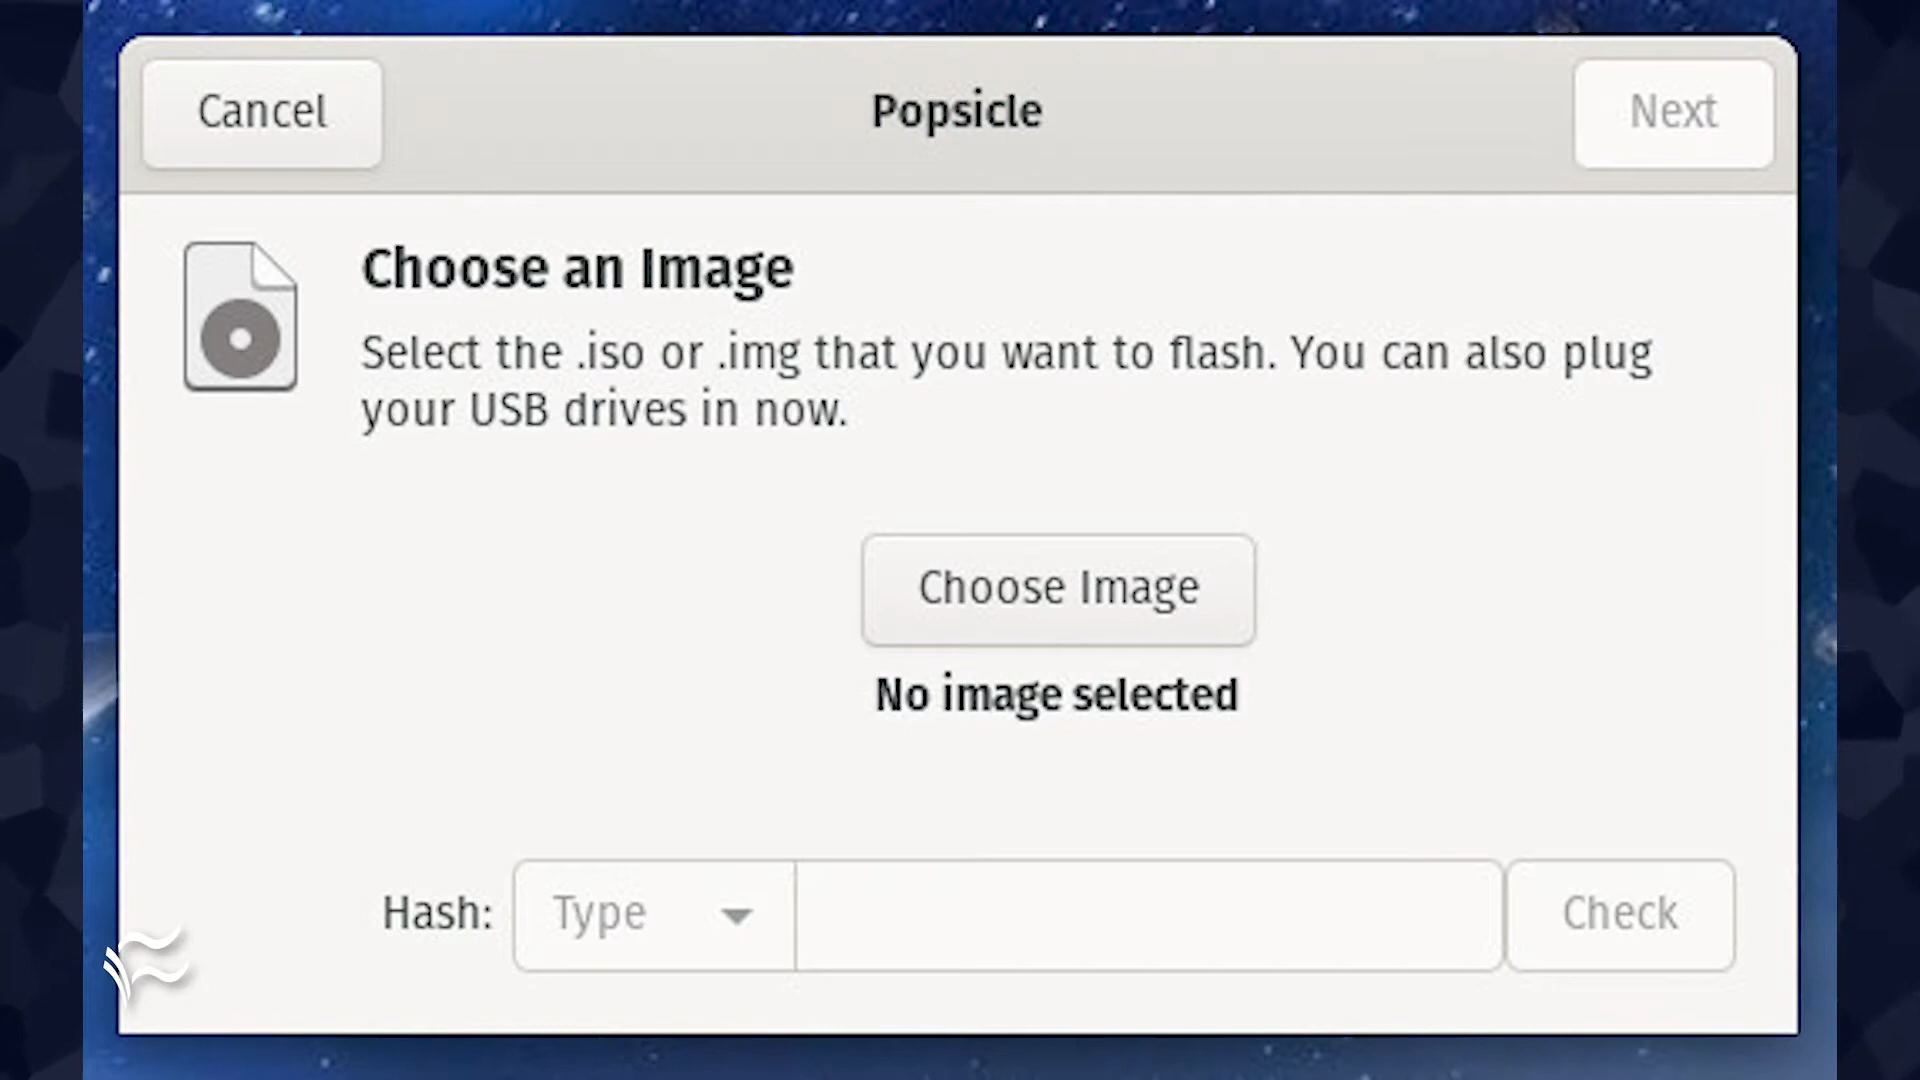 Cancel
Popsicle
Next
Choose an Image
Select the .iso or .img that you want to flash. You can also plug
your USB drives in now.
Choose Image
No image selected
Hash:
Type
Check